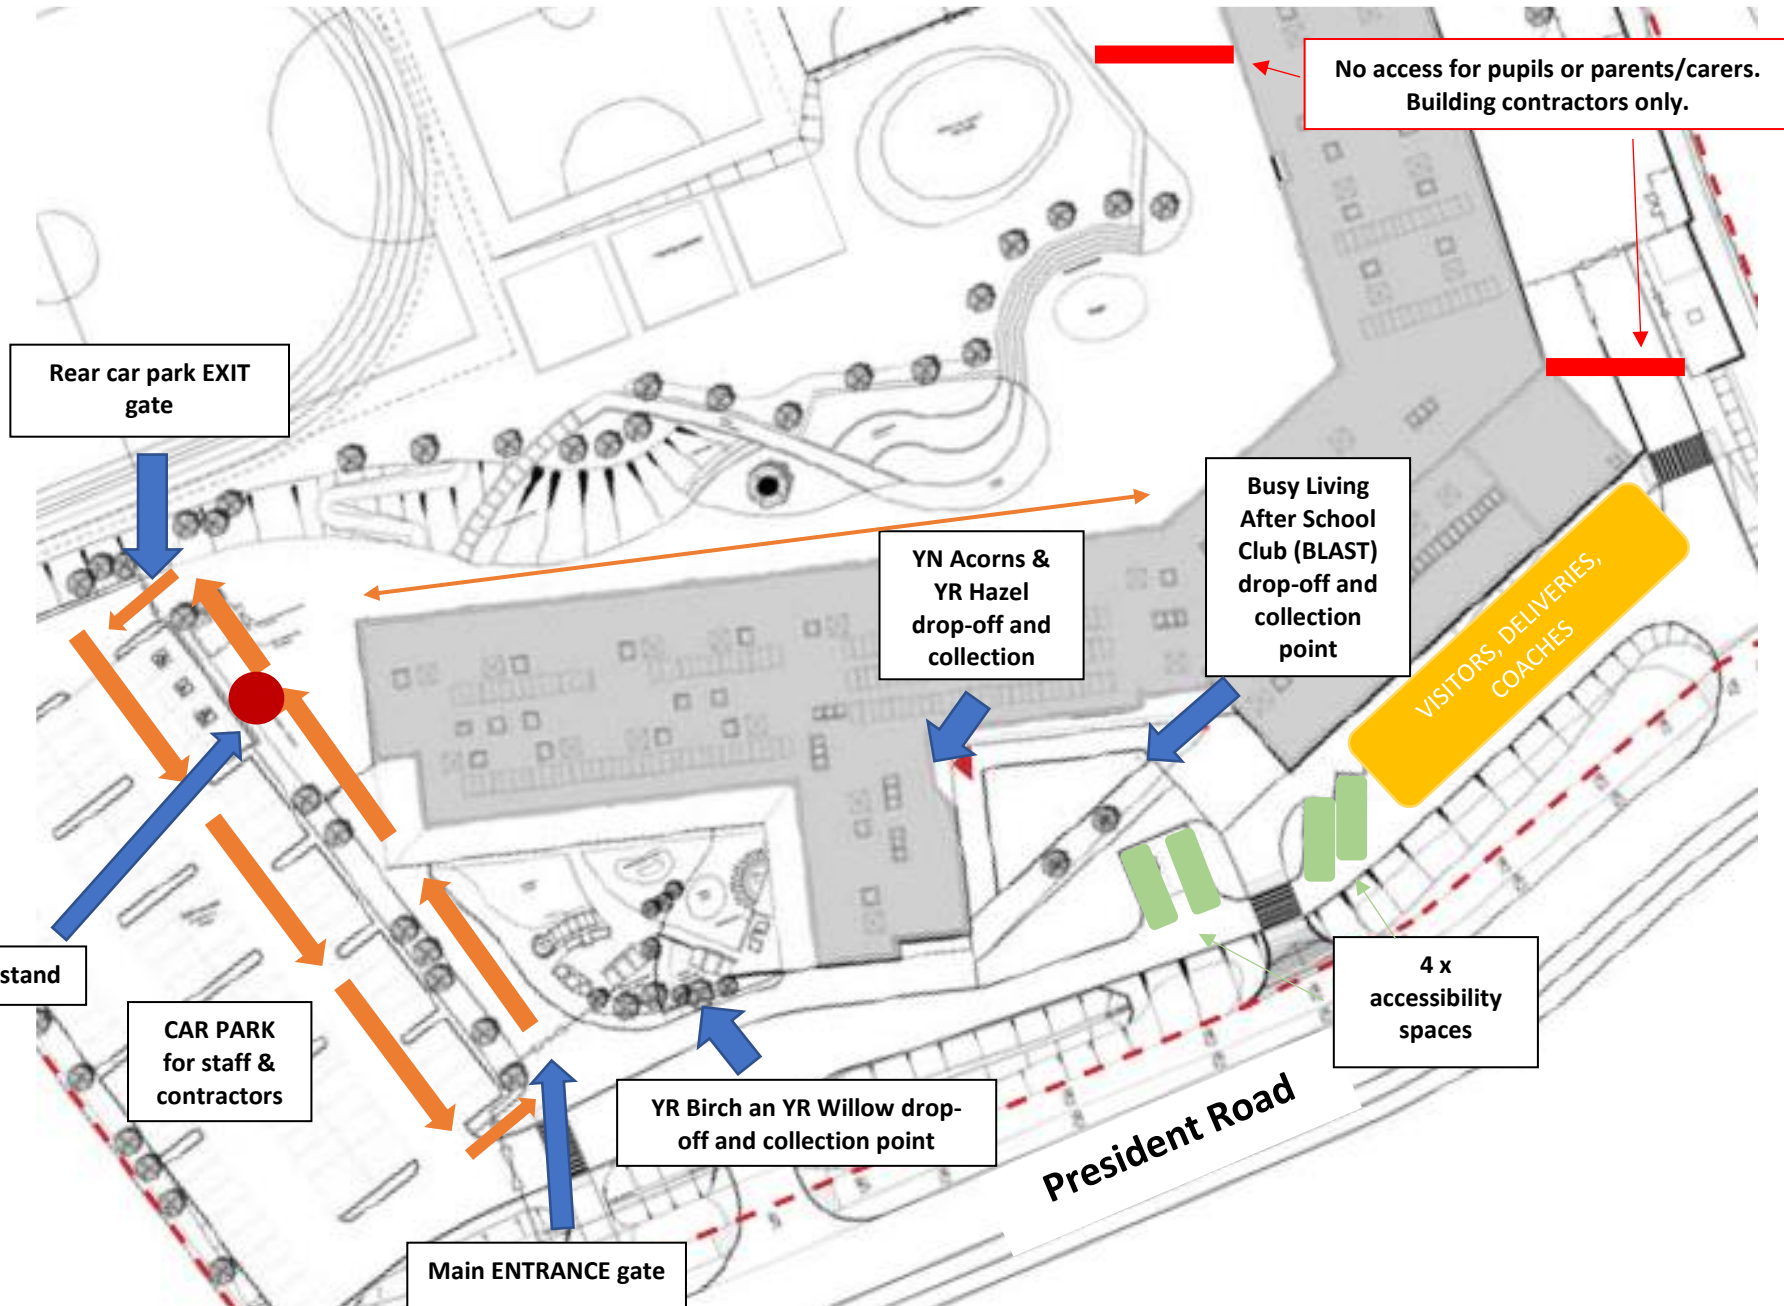 No access for pupils or parents/carers.
Building contractors only.
Rear car park EXIT
gate
Busy Living
After School
Club (BLAST)
drop-off and
collection
point
YN Acorns &
YR Hazel
drop-off and
collection
VISITORS, DELIVERIES,
COACHES
stand
CAR PARK
for staff &
contractors
4 x
accessibility
spaces
YR Birch an YR Willow drop-
off and collection point
President Road
Main ENTRANCE gate